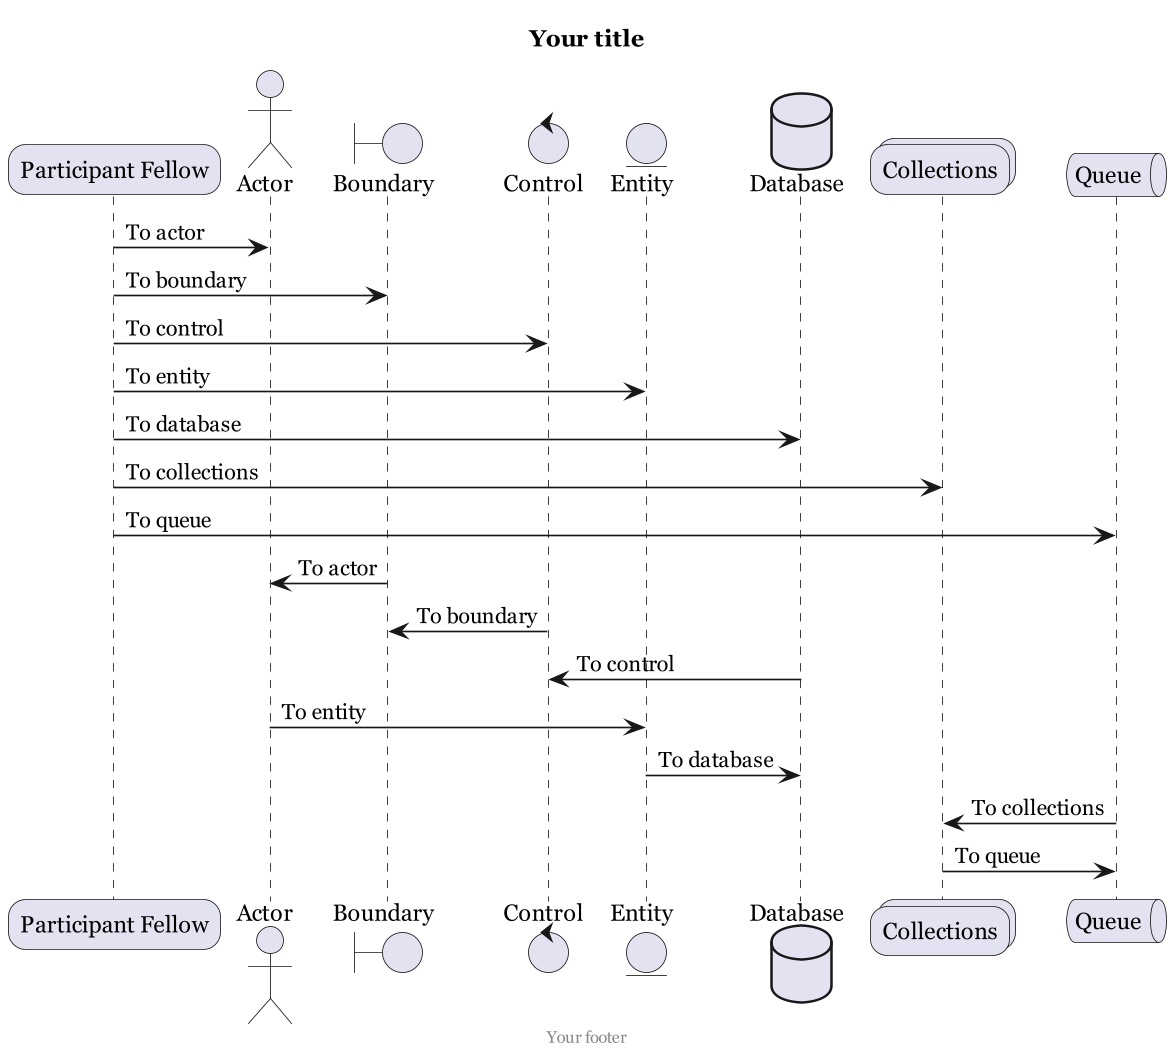 Your title
Participant Fellow
Actor
Boundary
Control
Entity
Database
Collections
Queue
To actor
To boundary
To control
To entity
To database
To collections
To queue
To actor
To boundary
To control
To entity
To database
To collections
To queue
Participant Fellow
Actor
Boundary
Control
Entity
Database
Collections
Queue
Your footer